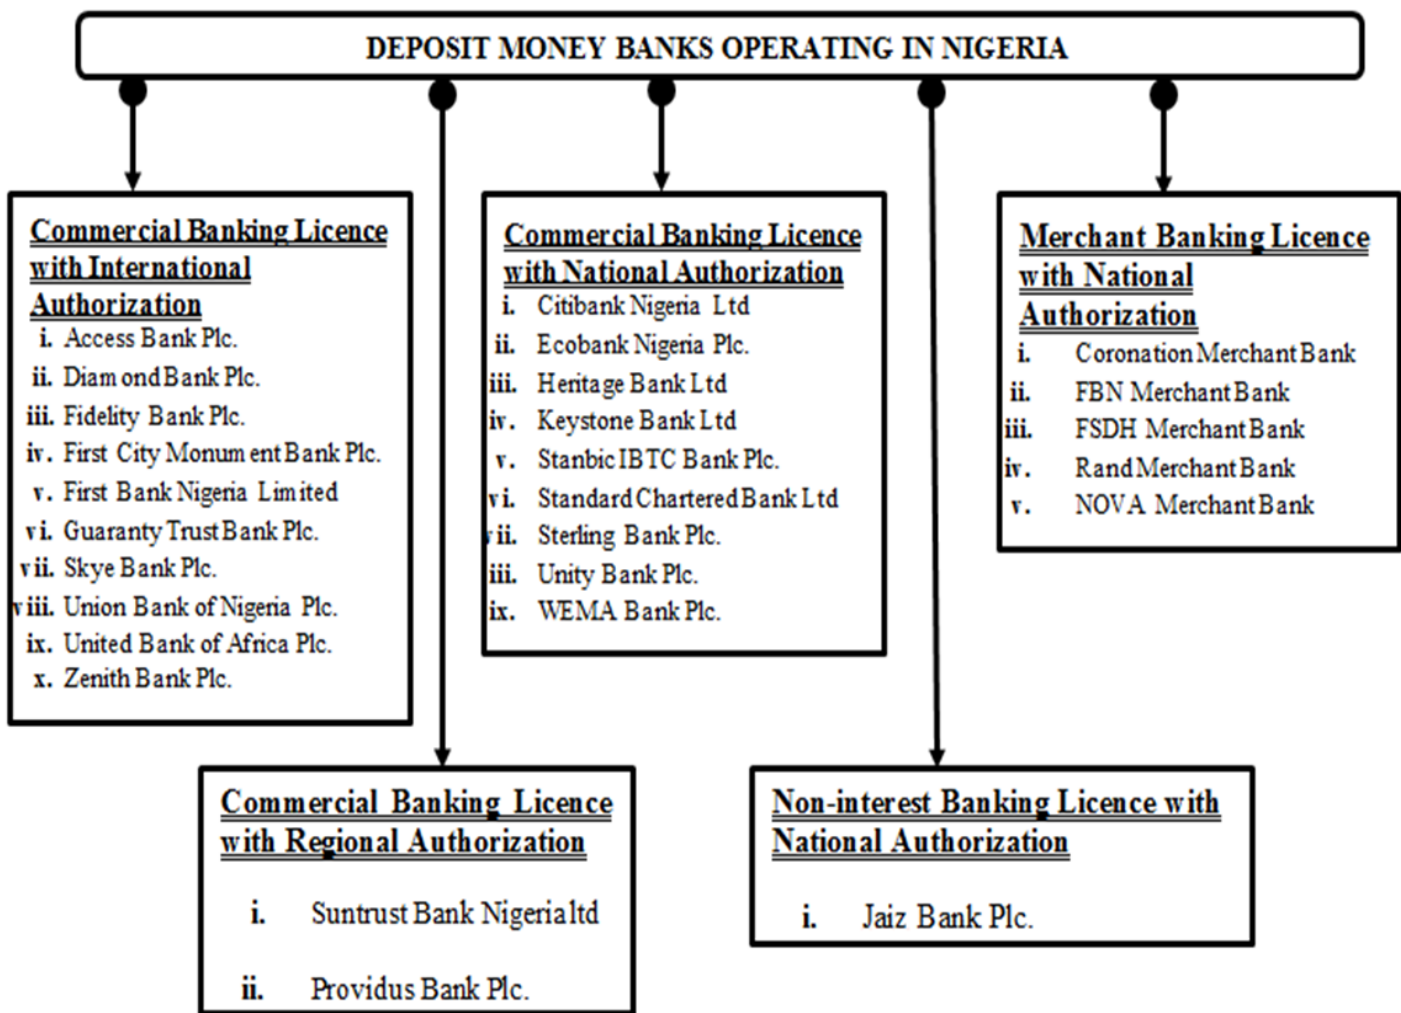 DEPOSIT MONEY BANKS OPERATING IN NIGERIA
Commercial Banking Licence
with International
Authorization
i. Access Bank Plc.
ii. Diamond Bank Plc.
iii. Fidelity Bank Plc.
iv. First City Monument Bank Plc.
v. First Bank Nigeria Limited
vi. Guaranty Trust Bank Plc.
vii. Skye Bank Plc.
viii. Union Bank of Nigeria Plc.
ix. United Bank of Africa Plc.
x. Zenith Bank Plc.
Commercial Banking Licence
with National Authorization
i. Citibank Nigeria Ltd
ii. Ecobank Nigeria Plc.
iii. Heritage Bank Ltd
iv. Keystone Bank Ltd
v. Stanbic IBTC Bank Plc.
vi. Standard Chartered Bank Ltd
vii. Sterling Bank Plc.
iii. Unity Bank Plc.
ix. WEMA Bank Plc.
Merchant Banking Licence
with National
Authorization
i. Coronation Merchant Bank
ii. FBN Merchant Bank
iii. FSDH Merchant Bank
iv. Rand Merchant Bank
v. NOVA Merchant Bank
Commercial Banking Licence
with Regional Authorization
i. Suntrust Bank Nigeria ltd
ii. Providus Bank Plc.
Non-interest Banking Licence with
National Authorization
i. Jaiz Bank Plc.